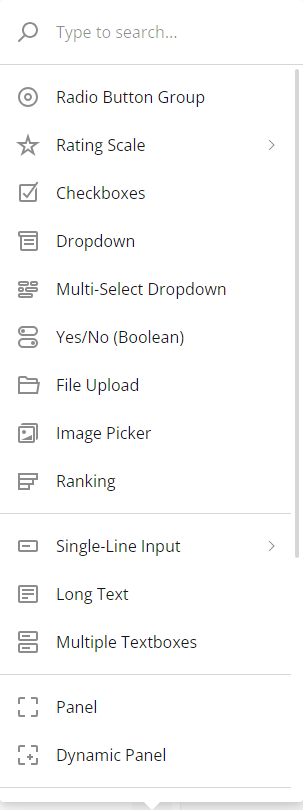 Type to search...
Radio Button Group
Rating Scale
Checkboxes
Dropdown
Multi-Select Dropdown
Yes/No (Boolean)
File Upload
Image Picker
Ranking
Single-Line Input
Long Text
Multiple Textboxes
Panel
Dynamic Panel